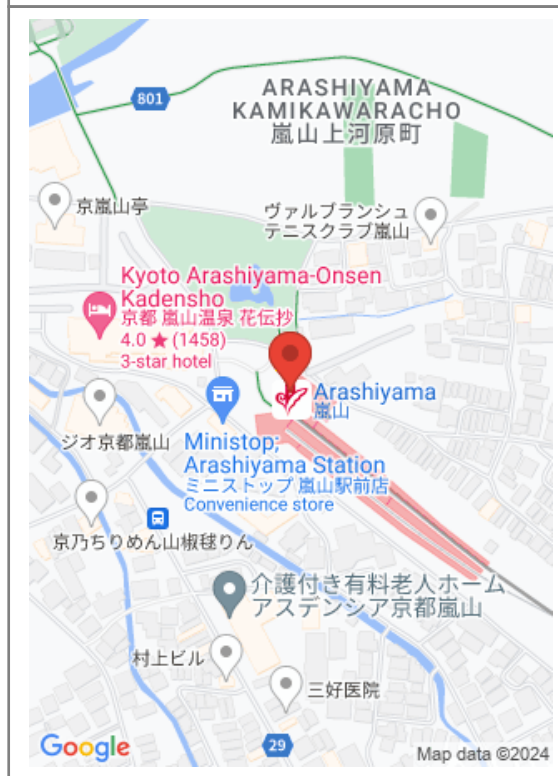 801
ARASHIYAMA
KAMIKAWARACHO
嵐山上河原町
京嵐山亭
ヴァルブランシュ
テニスクラブ嵐山
Kyoto Arashiyama-Onsen
Kadensho
京都 嵐山温泉 花伝抄
4.0 ★ (1458)
3-star hotel
Arashiyama
嵐山
ジオ京都嵐山
Ministop;
Arashiyama Station
ミニストップ 嵐山駅前店
Convenience store
京乃ちりめん山椒毬りん
介護付き有料老人ホーム
アステンシア京都嵐山
村上ビル
三好医院
29
Google
Map data ©2024